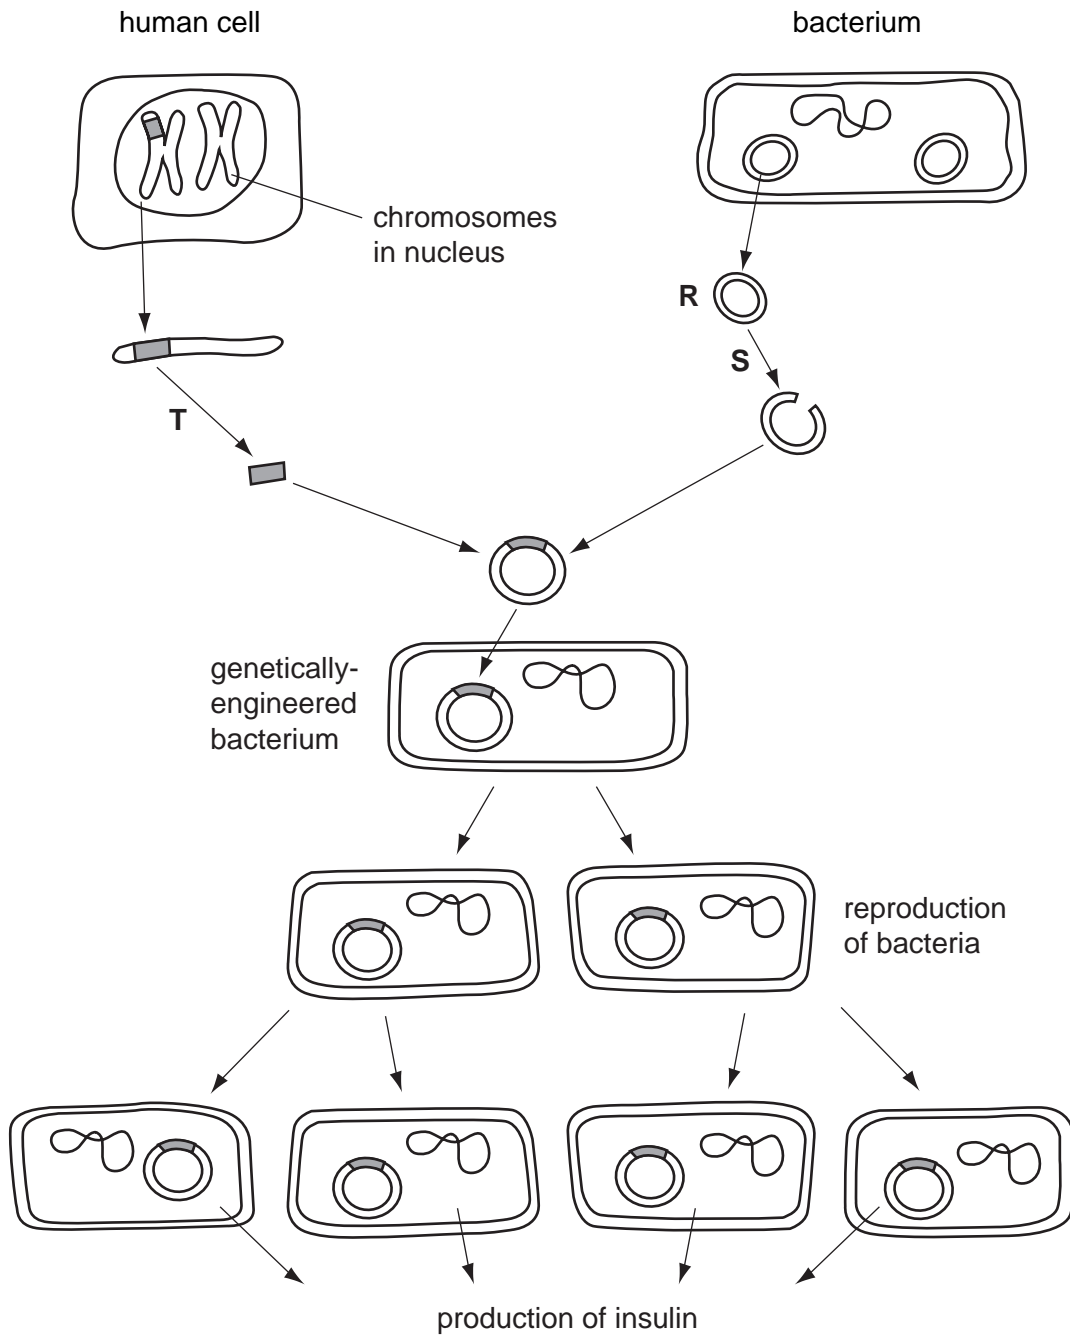 human cell
bacterium
chromosomes
in nucleus
R
S
T
genetically-
engineered
bacterium
reproduction
of bacteria
production of insulin